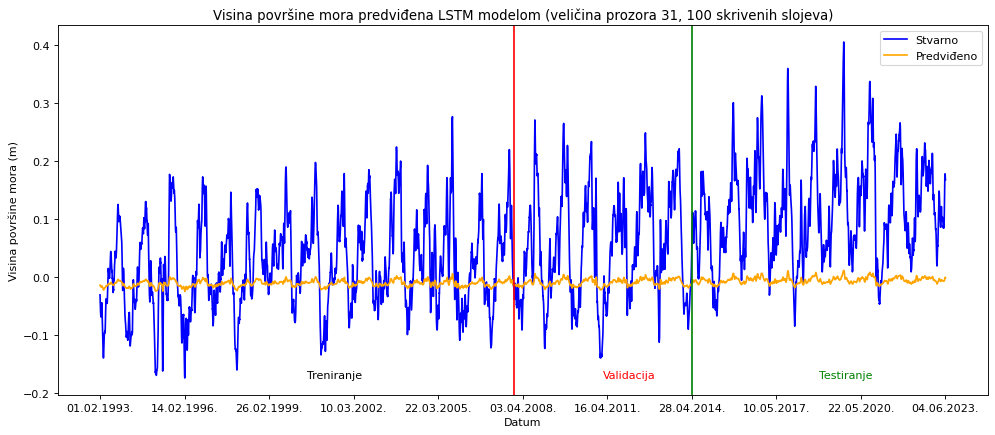 Visina površine mora predviđena LSTM modelom (veličina prozora 31, 100 skrivenih slojeva)
Stvarno
Predviđeno
Visina površine mora (m)
0.4
0.3
0.2
0.1
0.0
−0.1
−0.2
Treniranje
Validacija
Testiranje
01.02.1993.
14.02.1996.
26.02.1999.
10.03.2002.
22.03.2005.
03.04.2008.
16.04.2011.
28.04.2014.
10.05.2017.
22.05.2020.
04.06.2023.
Datum